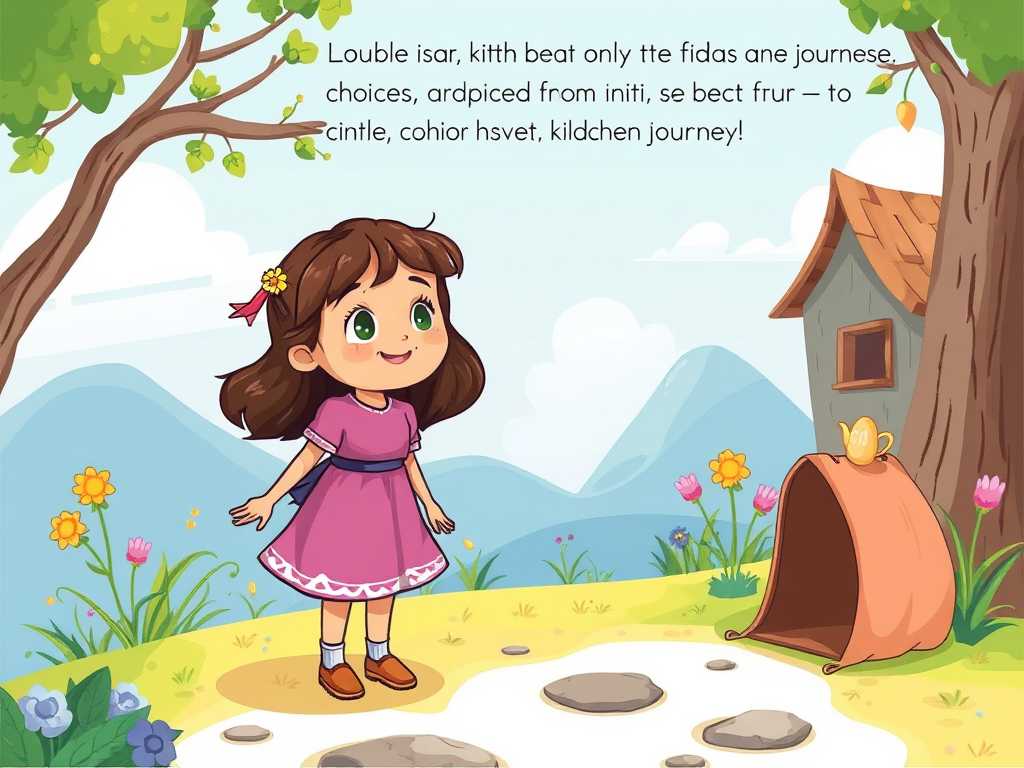 Louble isar, kitth beat only tte fidas ane journese.
choices, ardpiced from initi, se bect frur – to
cintle, cohior hsvet, kildchen journey!